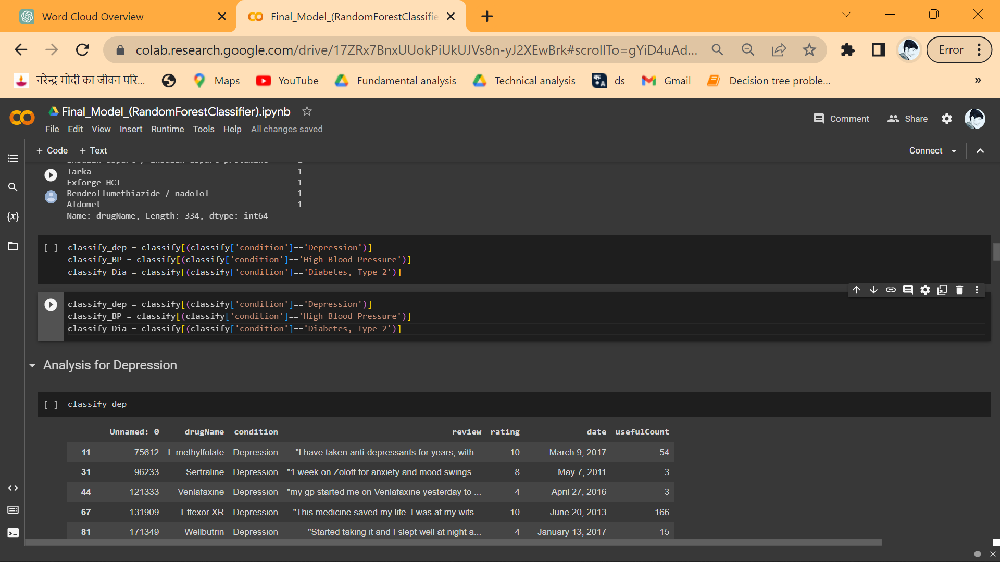 Word Cloud Overview
Final_Model_(RandomForestClassifie
colab.research.google.com/drive/17ZRx7BnxUUokPiUkUJVs8n-yJ2XEwBrk#scrollTo=gYiD4uAd...
Error
नरेन्द्र मोदी का जीवन परि...
Maps
YouTube
Fundamental analysis
Technical analysis
ds
Gmail
Decision tree proble...
»
Final_Model_(RandomForestClassifier).ipynb
Comment
Share
File Edit View Insert Runtime Tools Help All changes saved
+ Code + Text
Connect
Tarka 1
Exforge HCT 1
Bendroflumethiazide / nadolol 1
Aldomet 1
Name: drugName, Length: 334, dtype: int64
{x}
[ ] classify_dep = classify[(classify['condition']=='Depression')]
classify_BP = classify[(classify['condition']=='High Blood Pressure')]
classify_Dia = classify[(classify['condition']=='Diabetes, Type 2')]
classify_dep = classify[(classify['condition']=='Depression')]
classify_BP = classify[(classify['condition']=='High Blood Pressure')]
classify_Dia = classify[(classify['condition']=='Diabetes, Type 2')]
Analysis for Depression
[ ] classify_dep
Unnamed: 0 drugName condition review rating date usefulCount
11 75612 L-methylfolate Depression "I have taken anti-depressants for years, with... 10 March 9, 2017 54
31 96233 Sertraline Depression "1 week on Zoloft for anxiety and mood swings.... 8 May 7, 2011 3
44 121333 Venlafaxine Depression "my gp started me on Venlafaxine yesterday to ... 4 April 27, 2016 3
67 131909 Effexor XR Depression "This medicine saved my life. I was at my wits... 10 June 20, 2013 166
81 171349 Wellbutrin Depression "Started taking it and I slept well at night a... 4 January 13, 2017 15